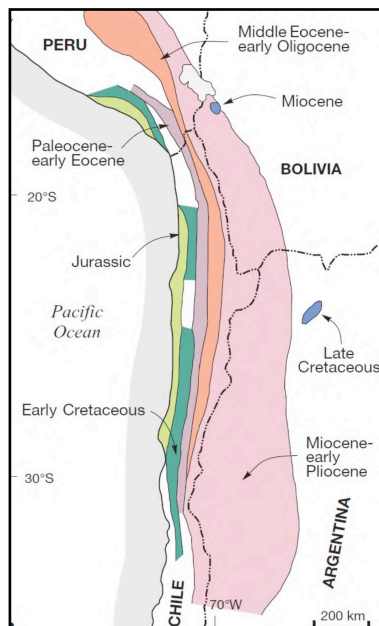 PERU
Middle Eocene-
early Oligocene
Miocene
Paleocene-
early Eocene
BOLIVIA
20°S
Jurassic
Pacific
Ocean
Late
Cretaceous
Early Cretaceous
Miocene-
early
Pliocene
30°S
ARGENTINA
CHILE
70°W
200 km